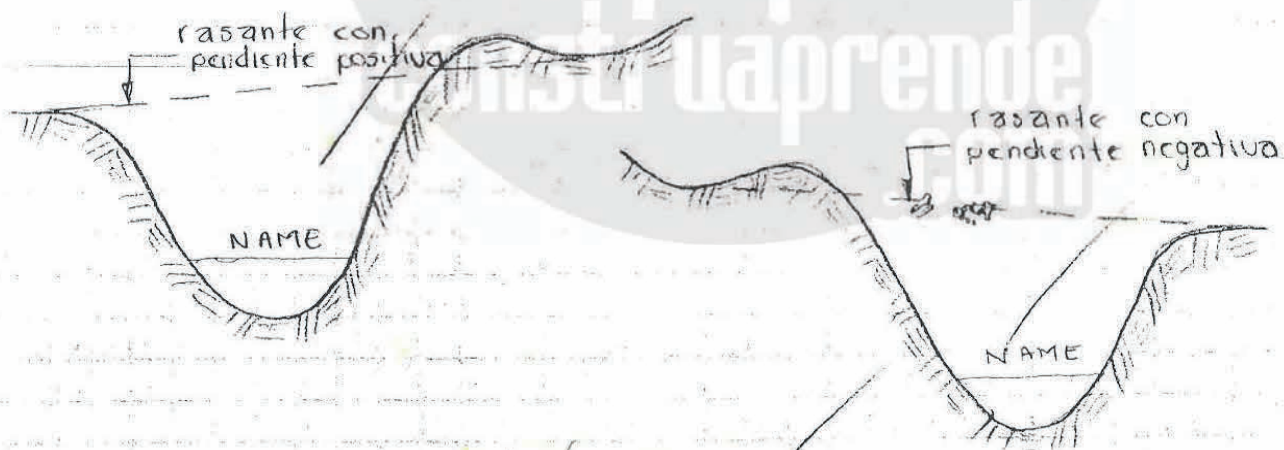 rasante con
pendiente positiva
NAME
construaprende
.com
rasante con
pendiente negativa
NAME